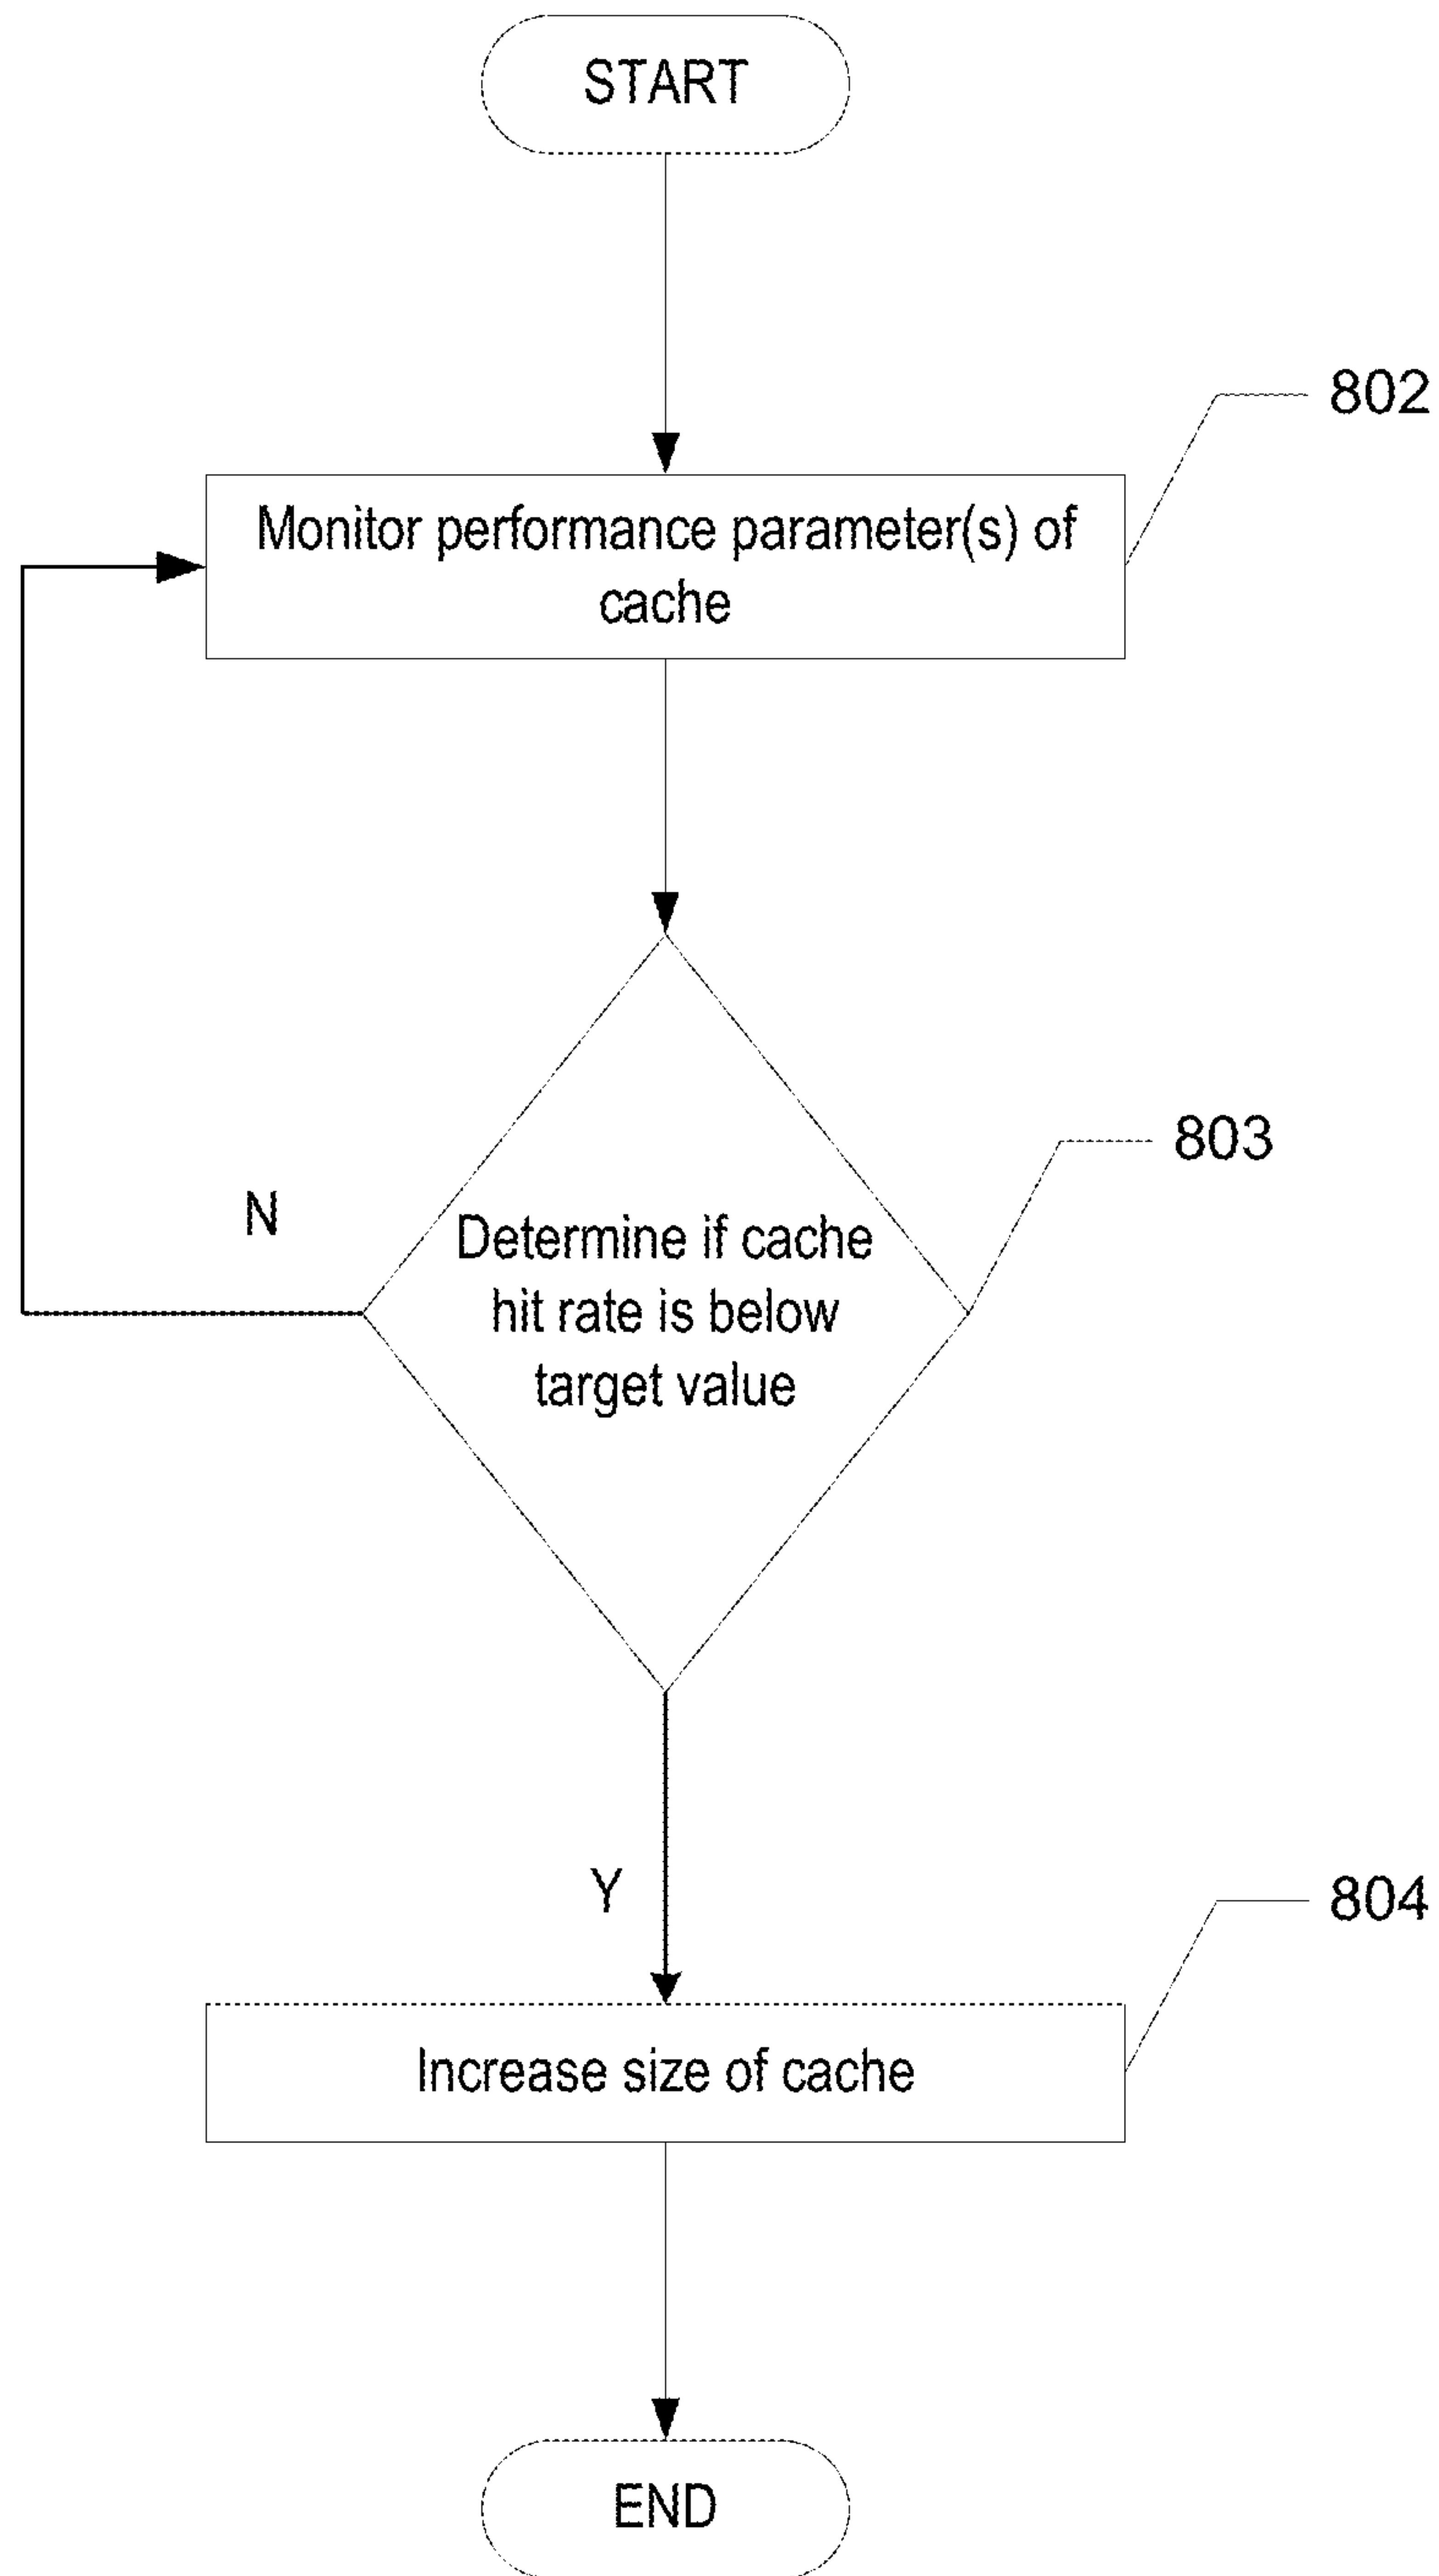 START
802
Monitor performance parameter(s) of
cache
803
N
Determine if cache
hit rate is below
target value
Y
804
Increase size of cache
END